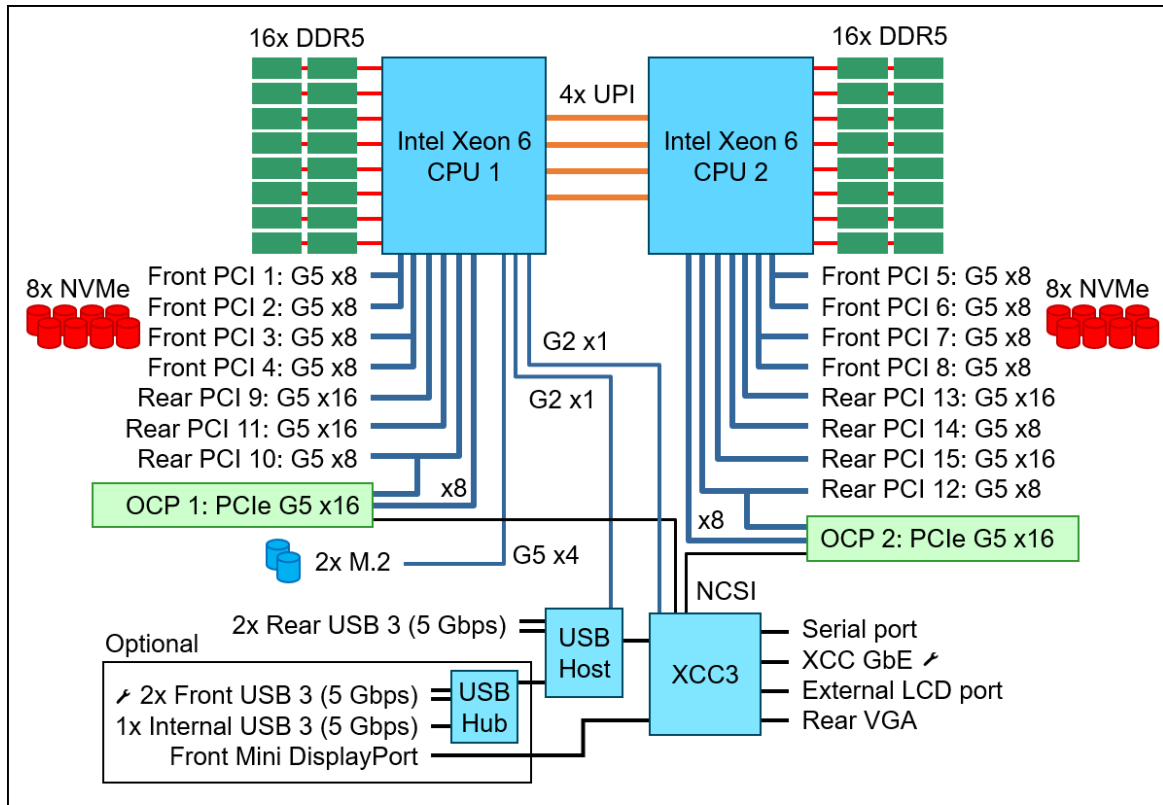 16x DDR5
16x DDR5
4x UPI
Intel Xeon 6
CPU 1
Intel Xeon 6
CPU 2
8x NVMe
Front PCI 1: G5 x8
Front PCI 2: G5 x8
Front PCI 3: G5 x8
Front PCI 4: G5 x8
Rear PCI 9: G5 x16
Rear PCI 11: G5 x16
Rear PCI 10: G5 x8
OCP 1: PCIe G5 x16
x8
2x M.2
G5 x4
G2 x1
G2 x1
Front PCI 5: G5 x8
Front PCI 6: G5 x8
Front PCI 7: G5 x8
Front PCI 8: G5 x8
Rear PCI 13: G5 x16
Rear PCI 14: G5 x8
Rear PCI 15: G5 x16
Rear PCI 12: G5 x8
8x NVMe
x8
OCP 2: PCIe G5 x16
NCSI
2x Rear USB 3 (5 Gbps)
USB
Host
XCC3
Serial port
XCC GbE
External LCD port
Rear VGA
Optional
2x Front USB 3 (5 Gbps)
1x Internal USB 3 (5 Gbps)
USB
Hub
Front Mini DisplayPort